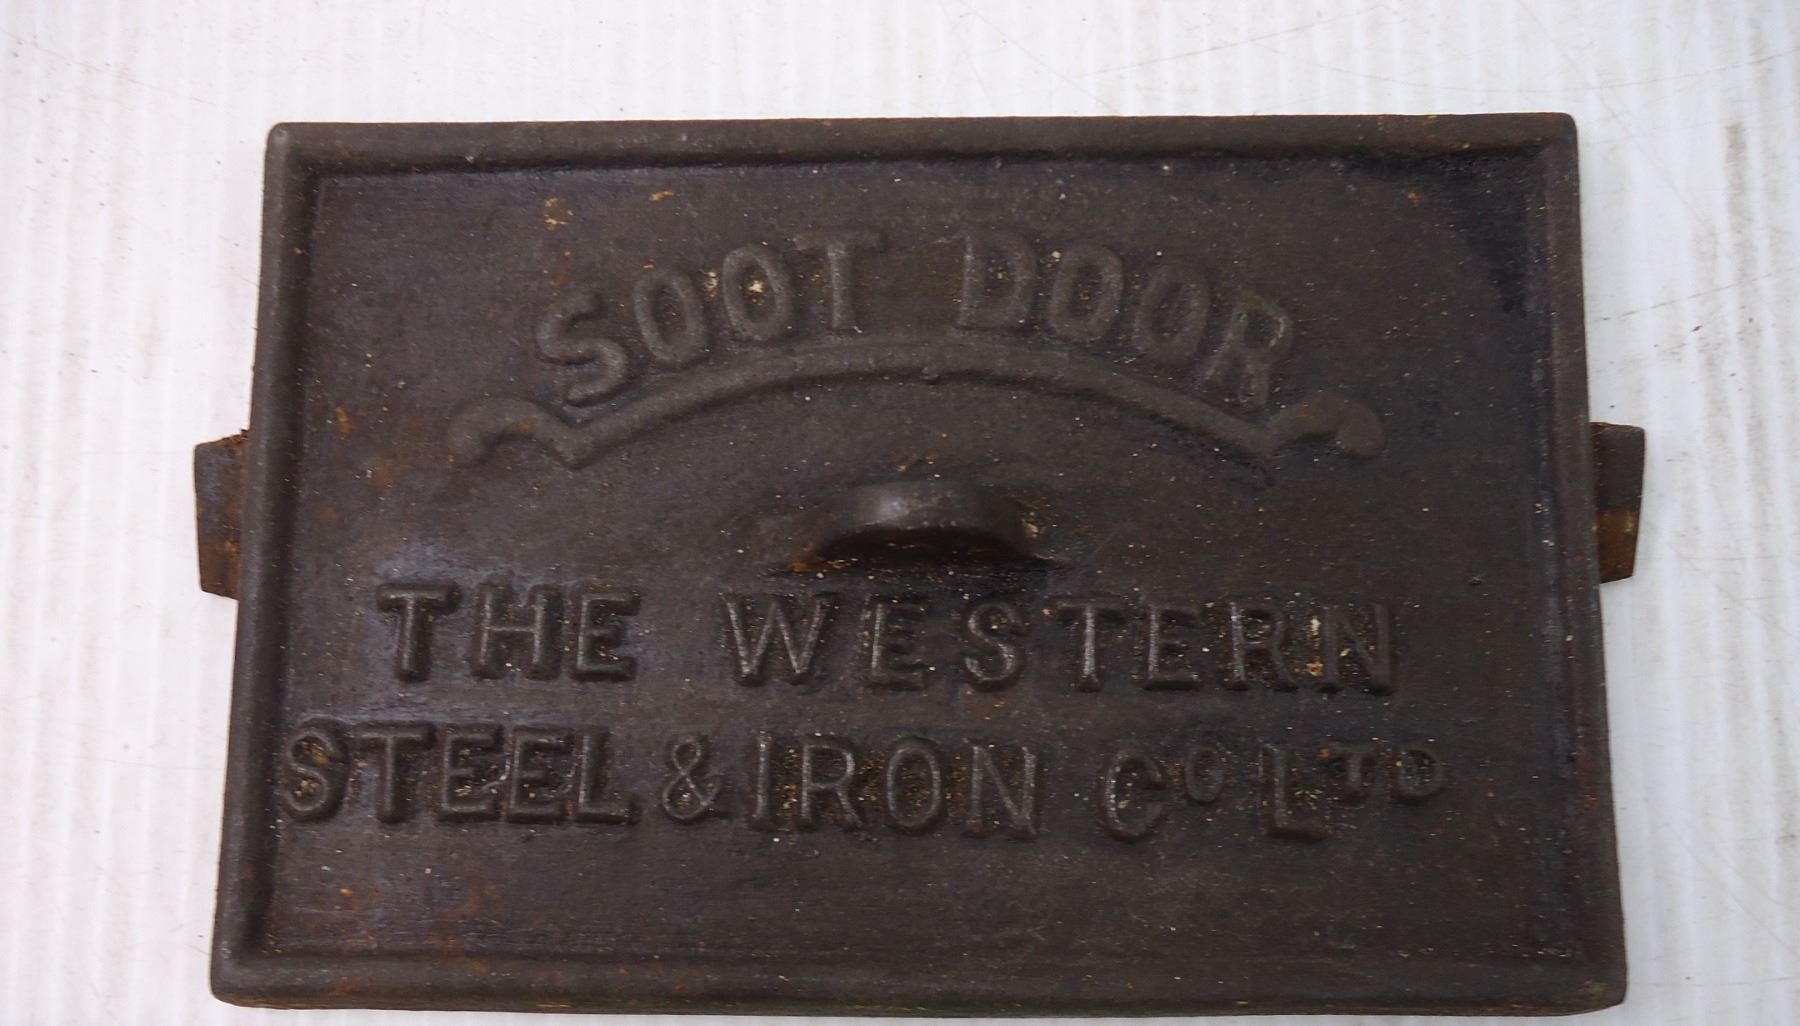 SOOT DOOR
THE WESTERN
STEEL & IRON CO LTD